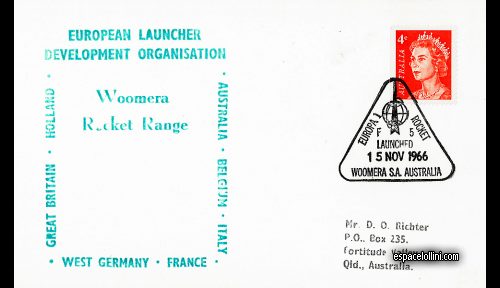 EUROPEAN LAUNCHER
DEVELOPMENT ORGANISATION
GREAT BRITAIN · HOLLAND ·
Woomera
Rocket Range
· AUSTRALIA · BELGIUM · ITALY
· WEST GERMANY · FRANCE ·
4c
AUSTRALIA
EUROPA 1 ROCKET
F 5
LAUNCHED
15 NOV 1966
WOOMERA S.A. AUSTRALIA
Mr. D. O. Richter
P.O.. Box 235.
Fortitude
Qld., Australia.
espacelollini.com